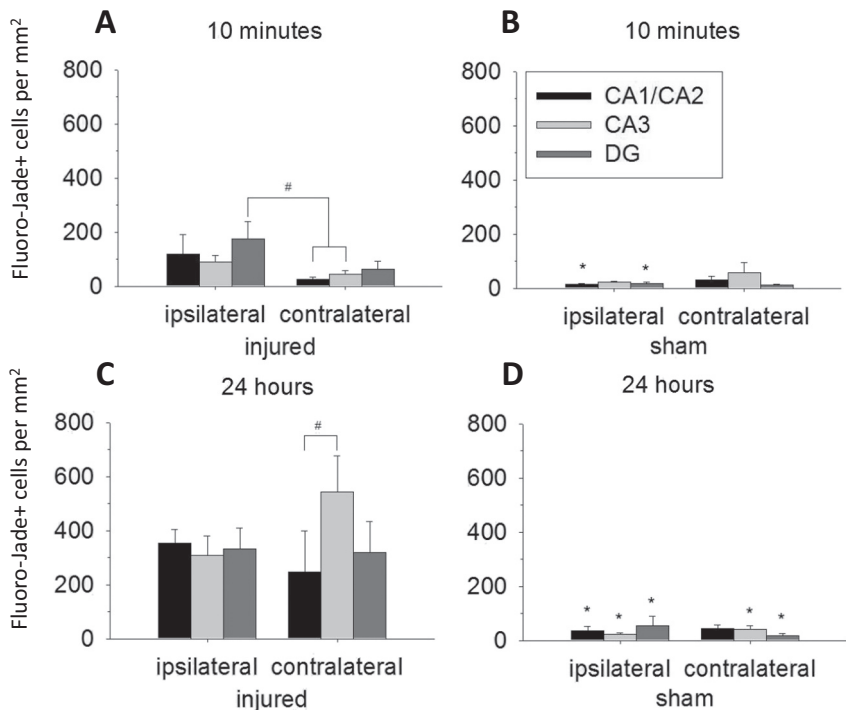 A
10 minutes
Fluoro-Jade+ cells per mm²
800
600
400
200
0
#
ipsilateral contralateral
injured
B
10 minutes
800
600
400
200
0
CA1/CA2
CA3
DG
* *
ipsilateral contralateral
sham
C
24 hours
Fluoro-Jade+ cells per mm²
800
600
400
200
0
#
ipsilateral contralateral
injured
D
24 hours
800
600
400
200
0
* * * * *
ipsilateral contralateral
sham